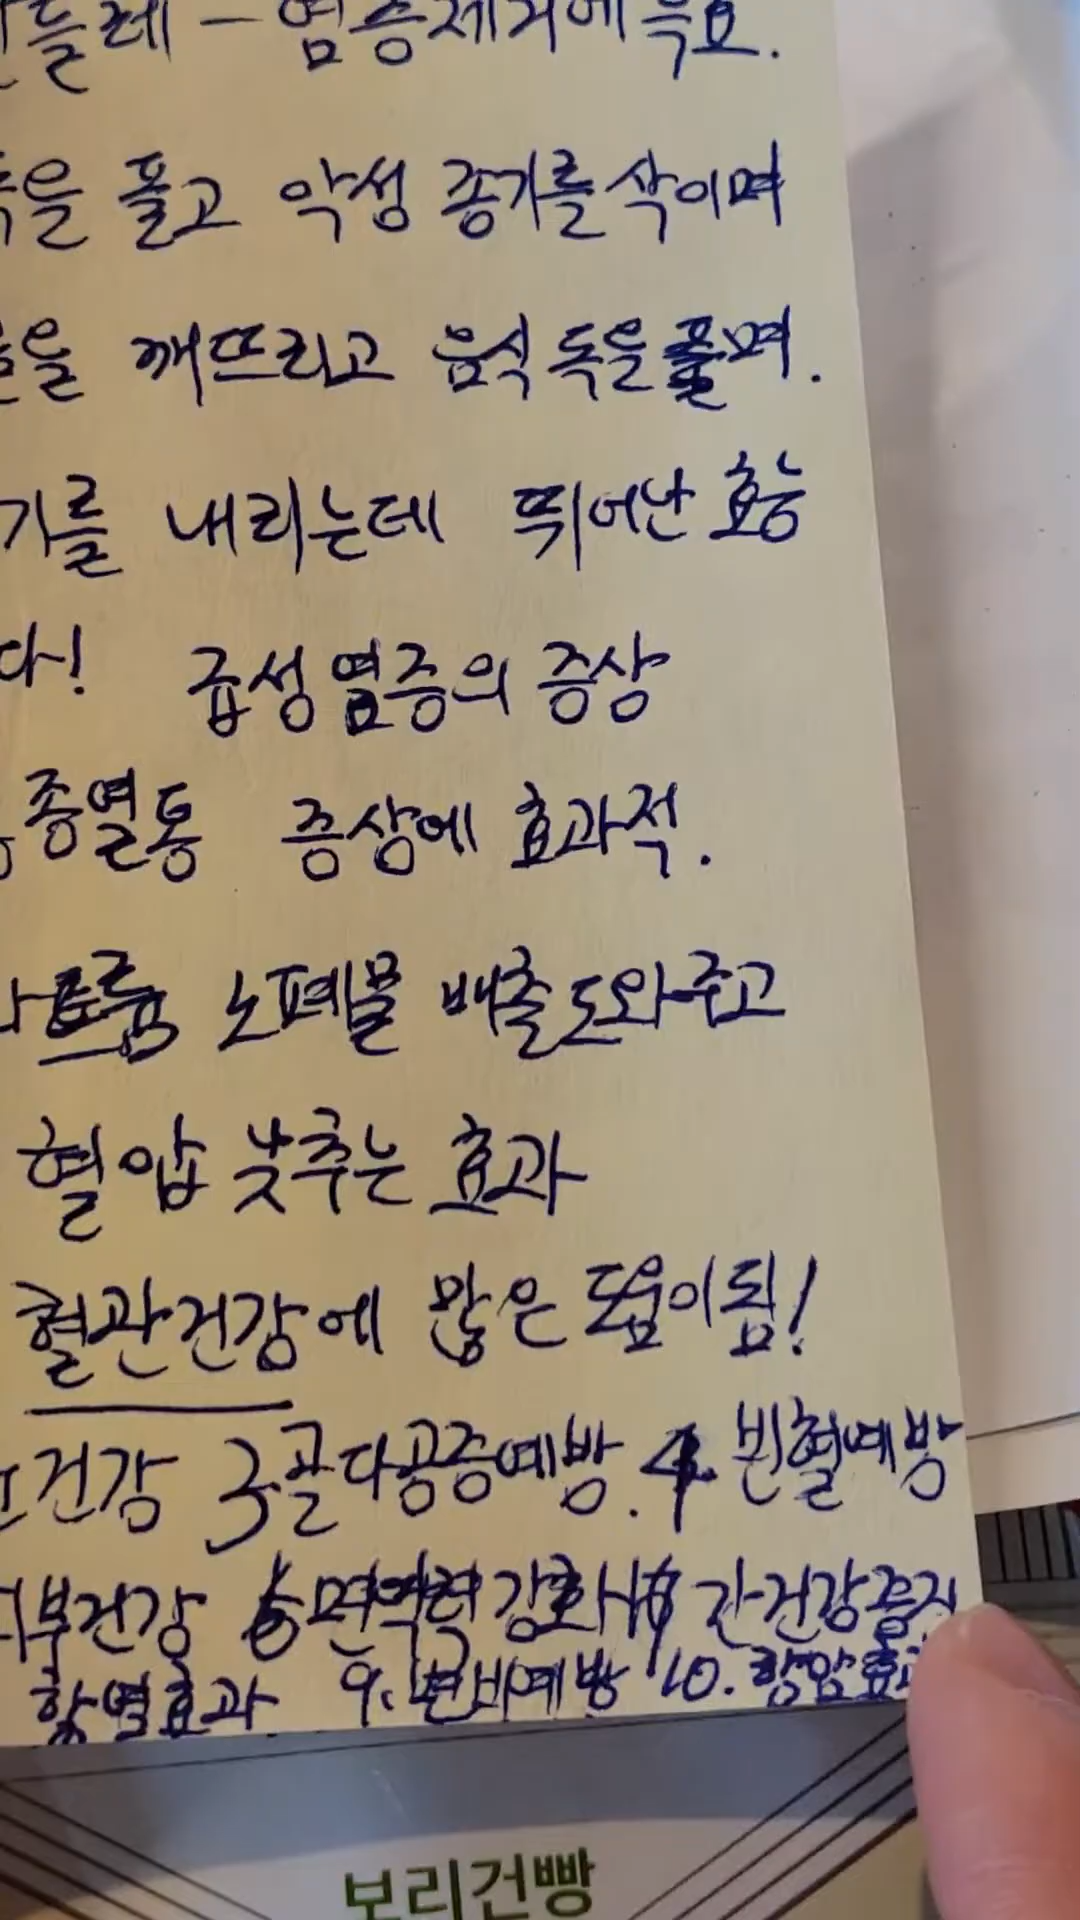 들레 - 염증제거에 특효.
을 풀고 악성 종기를 삭이며
을 깨뜨리고 음식 독을 풀며.
기를 내리는데 뛰어난 효능
다! 급성 염증의 증상
종열통 증상에 효과적.
노폐물 배출 도와주고
혈압 낮추는 효과
혈관건강에 많은 도움이됨!
건강 3.골다공증예방. 4. 빈혈예방
부건강 6 면역력 강화 7 간건강증진
항염효과 9. 변비예방 10. 항암효과
보리건빵